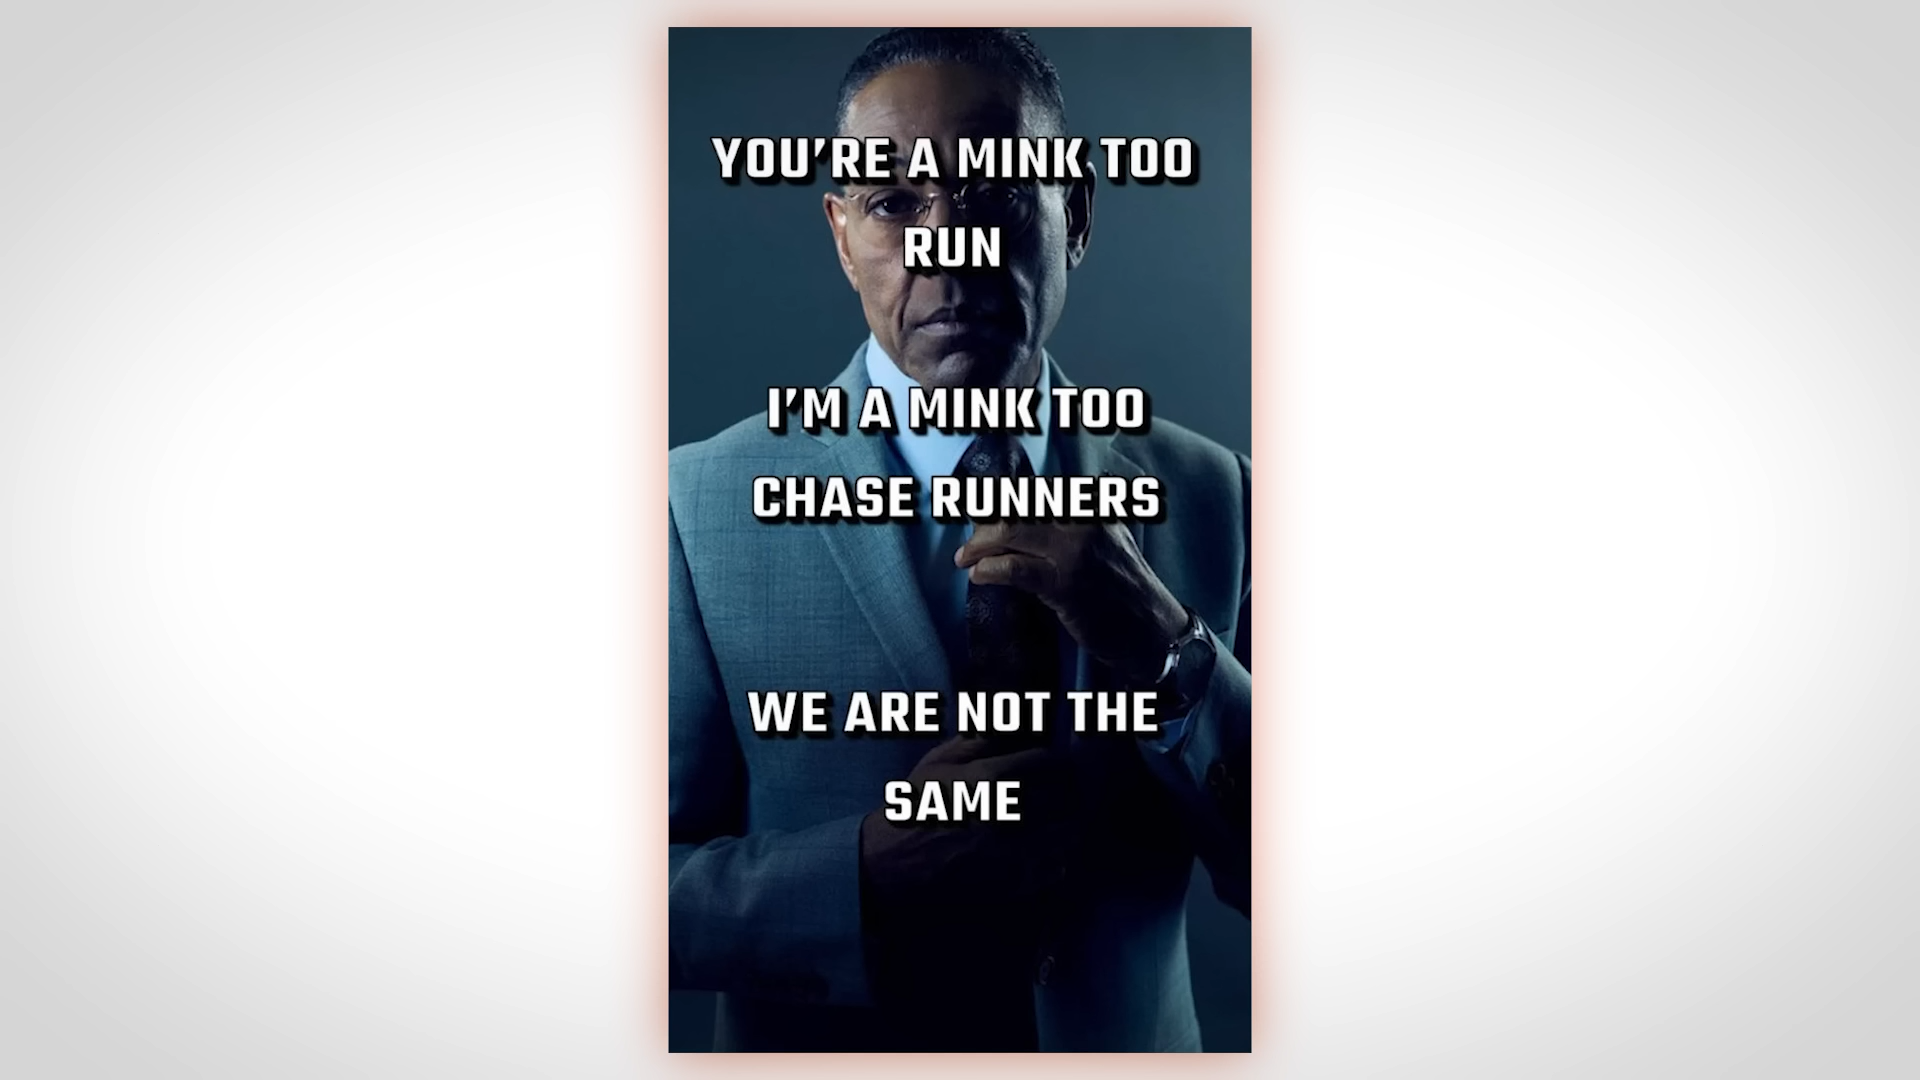 YOU'RE A MINK TOO
RUN
I'M A MINK TOO
CHASE RUNNERS
WE ARE NOT THE
SAME